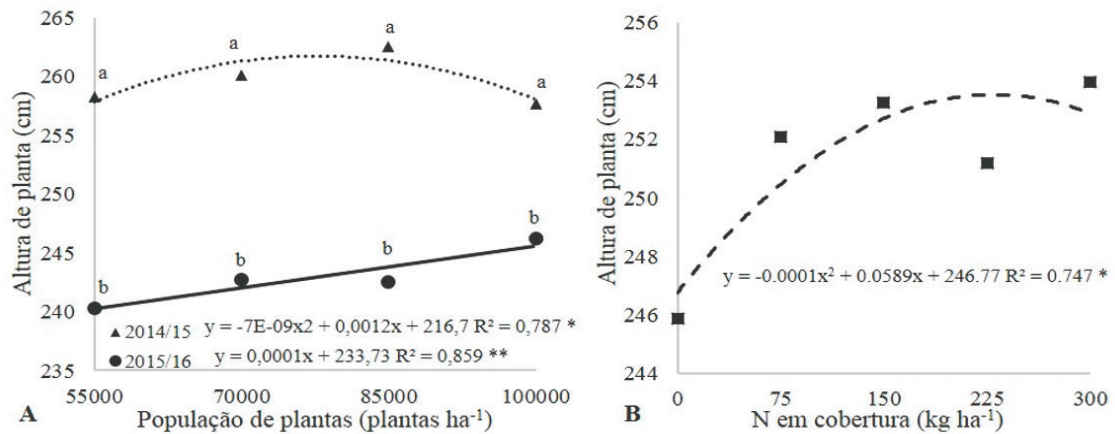 265
260
255
250
245
240
235
Altura de planta (cm)
a
a
a
a
b
b
b
b
2014/15 y = -7E-09x2 + 0,0012x + 216,7 R² = 0,787 *
2015/16 y = 0,0001x + 233,73 R² = 0,859 **
55000 70000 85000 100000
A População de plantas (plantas ha⁻¹)
256
254
252
250
248
246
244
Altura de planta (cm)
y = -0.0001x² + 0.0589x + 246.77 R² = 0.747 *
0 75 150 225 300
B N em cobertura (kg ha⁻¹)